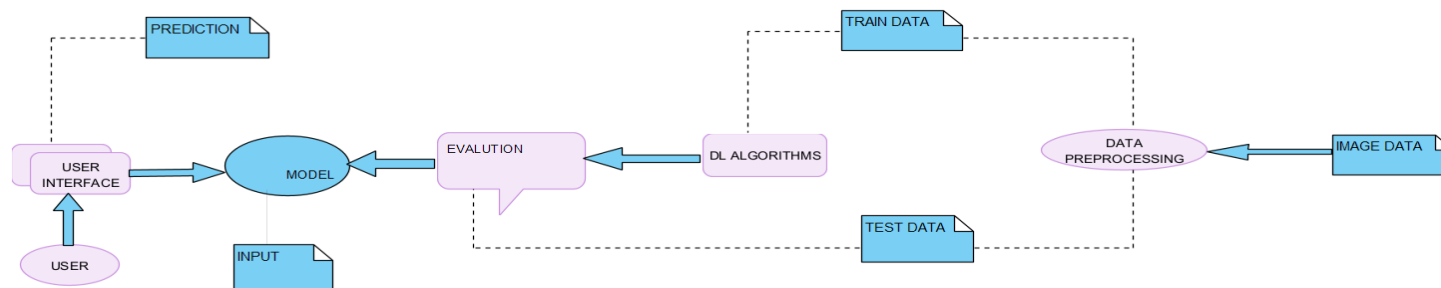 PREDICTION
TRAIN DATA
USER
INTERFACE
MODEL
EVALUTION
DL ALGORITHMS
DATA
PREPROCESSING
IMAGE DATA
USER
INPUT
TEST DATA